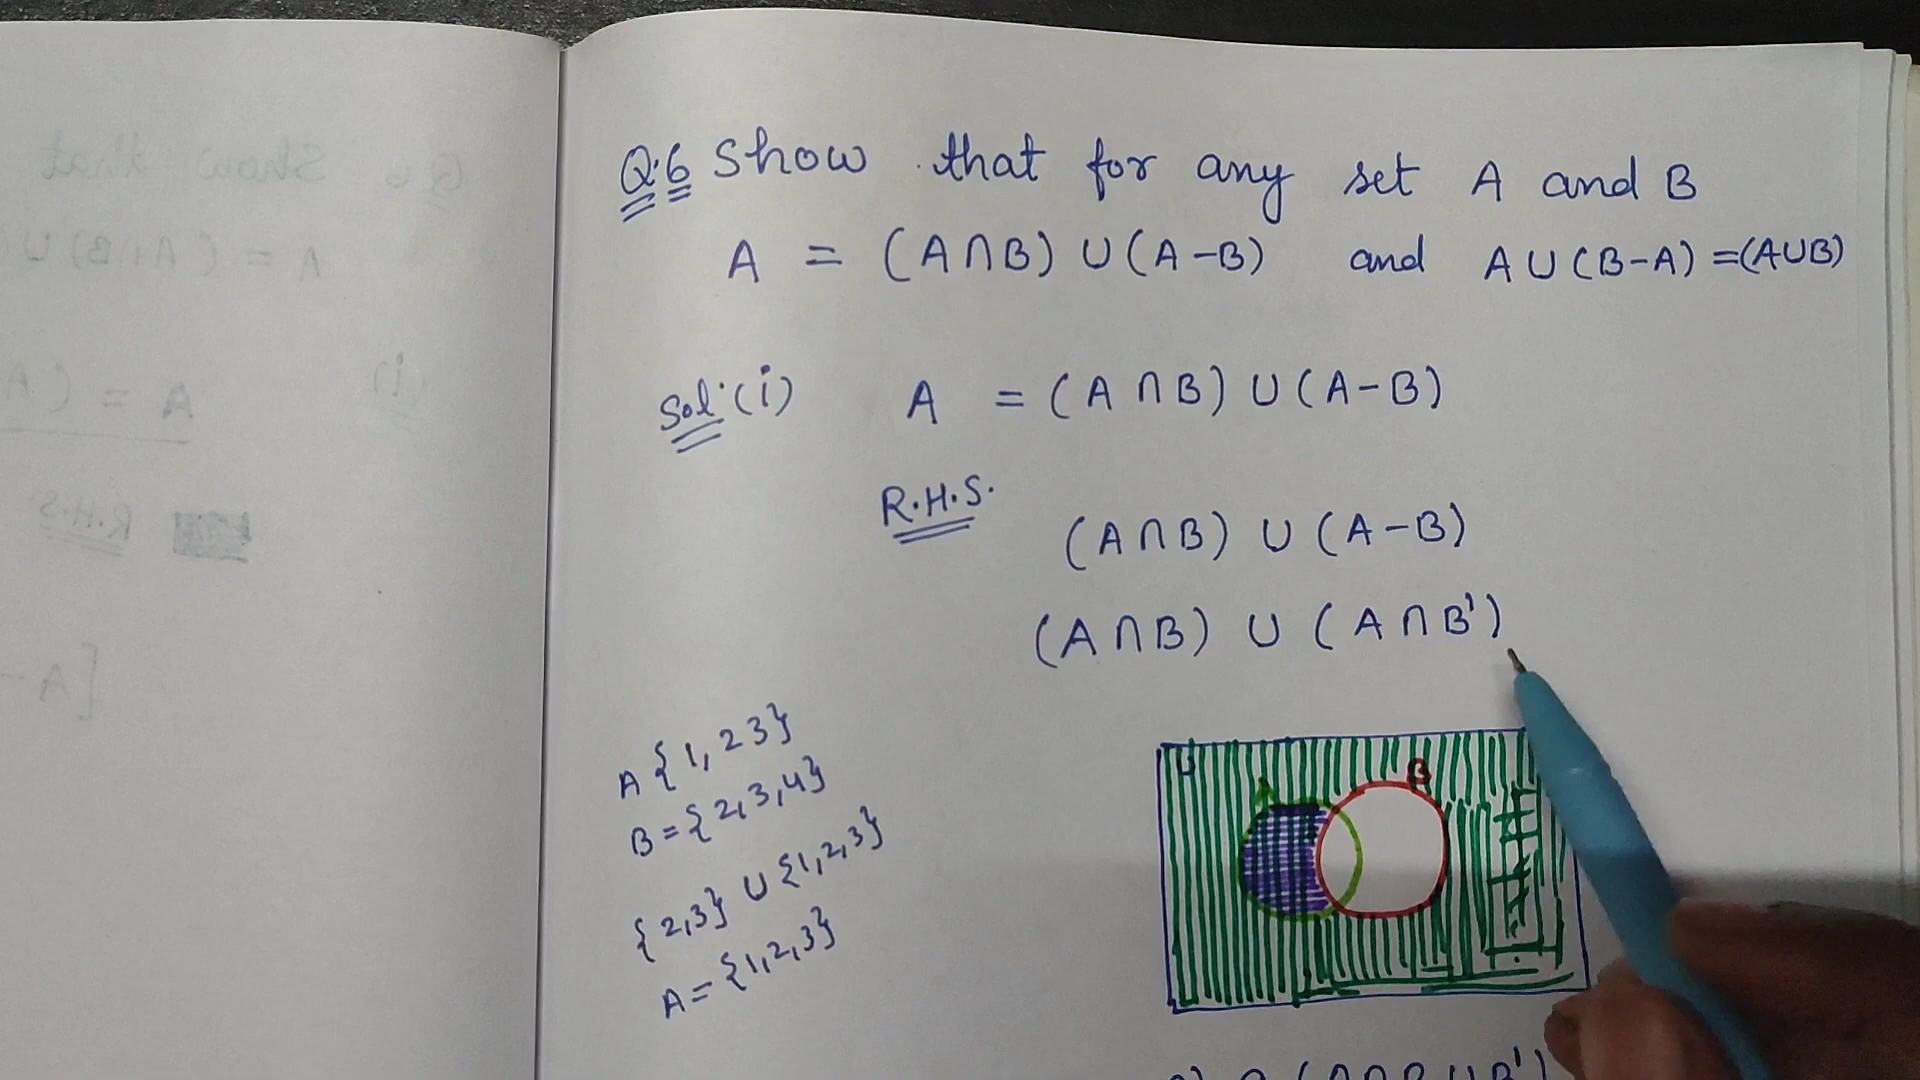 Q.6 Show that for any set A and B
A = (A∩B) ∪ (A-B) and A ∪ (B-A) = (A∪B)
Sol. (i) A = (A∩B) ∪ (A-B)
R.H.S.
(A∩B) ∪ (A-B)
(A∩B) ∪ (A∩B')
A {1, 2 3}
B = {2,3,4}
{2,3} ∪ {1,2,3}
A = {1,2,3}
U
A
B